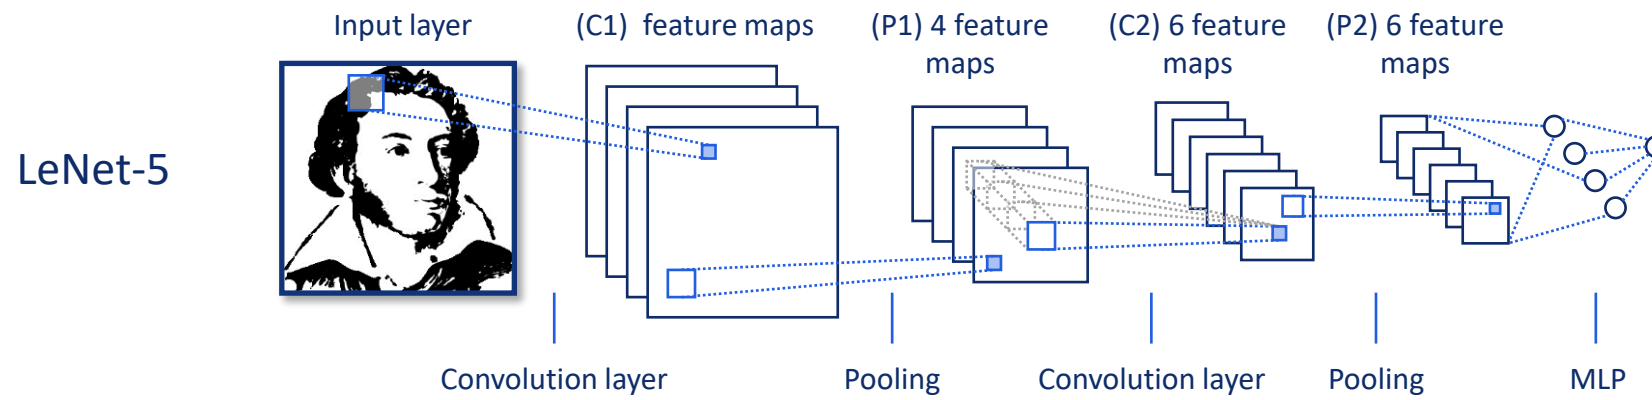 Input layer
(C1)  feature maps
(P1) 4 feature
maps
(C2) 6 feature
maps
(P2) 6 feature
maps
LeNet-5
Convolution layer
Pooling
Convolution layer
Pooling
MLP